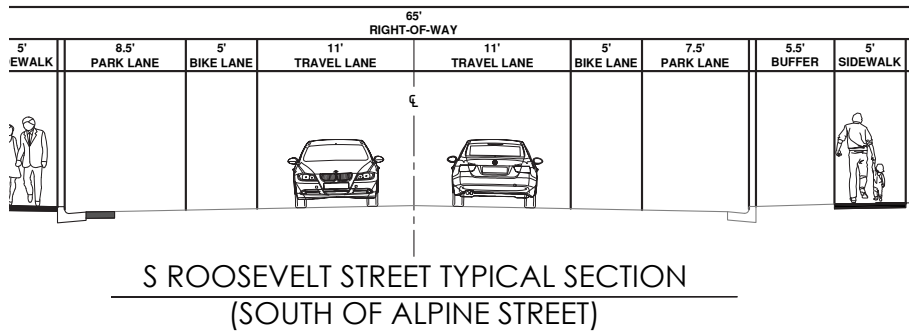 65'
RIGHT-OF-WAY
5' 8.5' 5' 11' 11' 5' 7.5' 5.5' 5'
EWALK PARK LANE BIKE LANE TRAVEL LANE TRAVEL LANE BIKE LANE PARK LANE BUFFER SIDEWALK
℄
S ROOSEVELT STREET TYPICAL SECTION
(SOUTH OF ALPINE STREET)